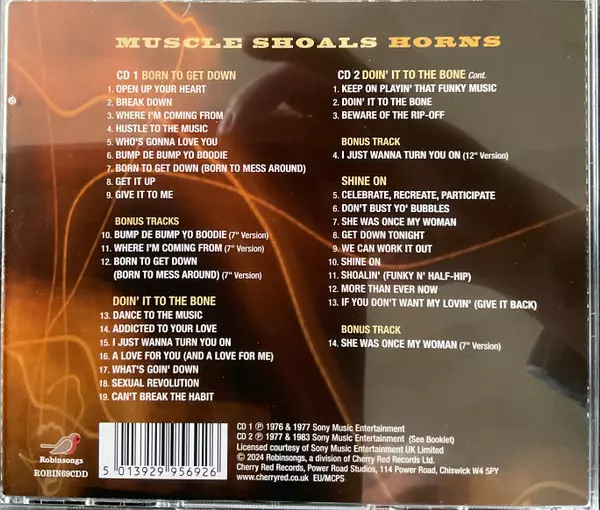 MUSCLE SHOALS HORNS
CD 1 BORN TO GET DOWN
1. OPEN UP YOUR HEART
2. BREAK DOWN
3. WHERE I'M COMING FROM
4. HUSTLE TO THE MUSIC
5. WHO'S GONNA LOVE YOU
6. BUMP DE BUMP YO BOODIE
7. BORN TO GET DOWN (BORN TO MESS AROUND)
8. GET IT UP
9. GIVE IT TO ME
BONUS TRACKS
10. BUMP DE BUMP YO BOODIE (7" Version)
11. WHERE I'M COMING FROM (7" Version)
12. BORN TO GET DOWN
(BORN TO MESS AROUND) (7" Version)
DOIN' IT TO THE BONE
13. DANCE TO THE MUSIC
14. ADDICTED TO YOUR LOVE
15. I JUST WANNA TURN YOU ON
16. A LOVE FOR YOU (AND A LOVE FOR ME)
17. WHAT'S GOIN' DOWN
18. SEXUAL REVOLUTION
19. CAN'T BREAK THE HABIT
CD 2 DOIN' IT TO THE BONE Cont.
1. KEEP ON PLAYIN' THAT FUNKY MUSIC
2. DOIN' IT TO THE BONE
3. BEWARE OF THE RIP-OFF
BONUS TRACK
4. I JUST WANNA TURN YOU ON (12" Version)
SHINE ON
5. CELEBRATE, RECREATE, PARTICIPATE
6. DON'T BUST YO' BUBBLES
7. SHE WAS ONCE MY WOMAN
8. GET DOWN TONIGHT
9. WE CAN WORK IT OUT
10. SHINE ON
11. SHOALIN' (FUNKY N' HALF-HIP)
12. MORE THAN EVER NOW
13. IF YOU DON'T WANT MY LOVIN' (GIVE IT BACK)
BONUS TRACK
14. SHE WAS ONCE MY WOMAN (7" Version)
Robinsongs
ROBIN69CDD
5 013929 956926
CD 1 ℗ 1976 & 1977 Sony Music Entertainment
CD 2 ℗ 1977 & 1983 Sony Music Entertainment (See Booklet)
Licensed courtesy of Sony Music Entertainment UK Limited
© 2024 Robinsongs, a division of Cherry Red Records Ltd.
Cherry Red Records, Power Road Studios, 114 Power Road, Chiswick W4 5PY
www.cherryred.co.uk EU/MCPS